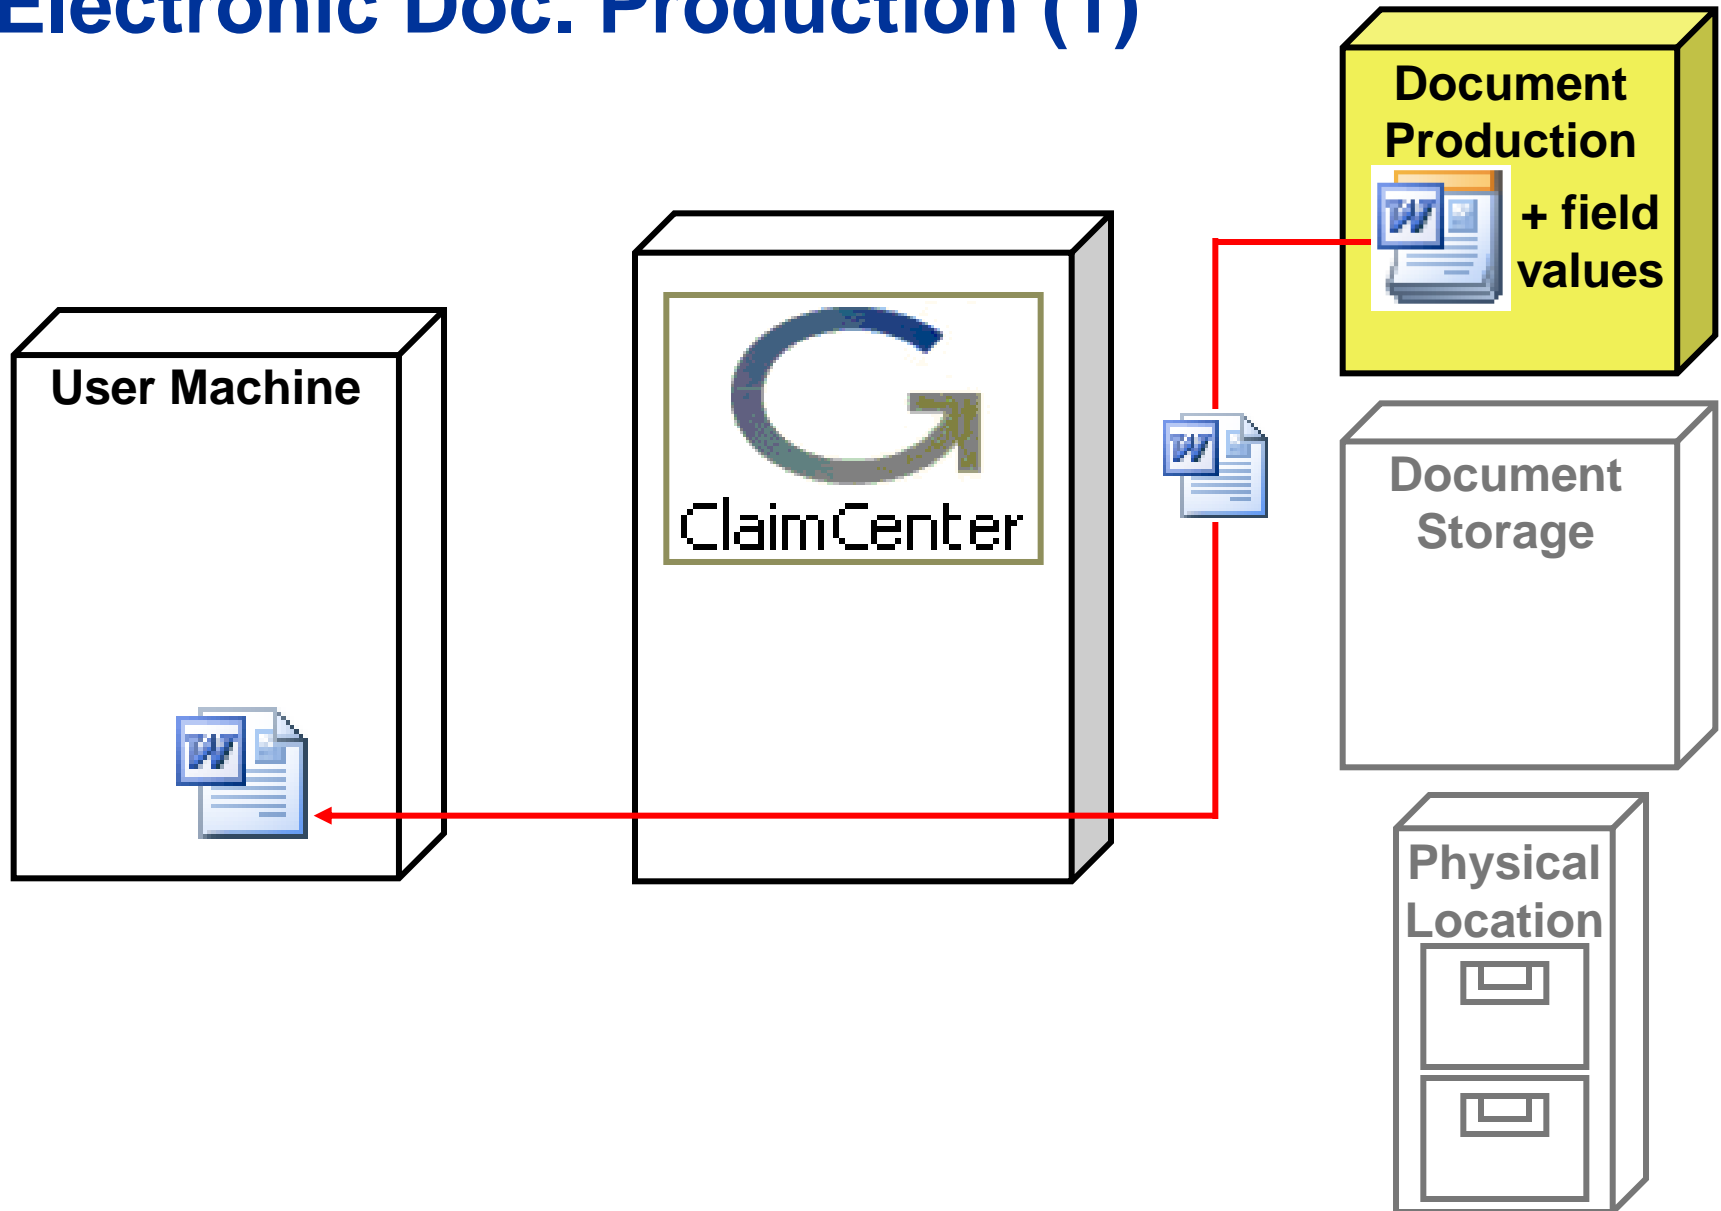 Electronic Doc. Production (1)
Document
Production
+ field
values
User Machine
ClaimCenter
Document
Storage
Physical
Location
W
W
W